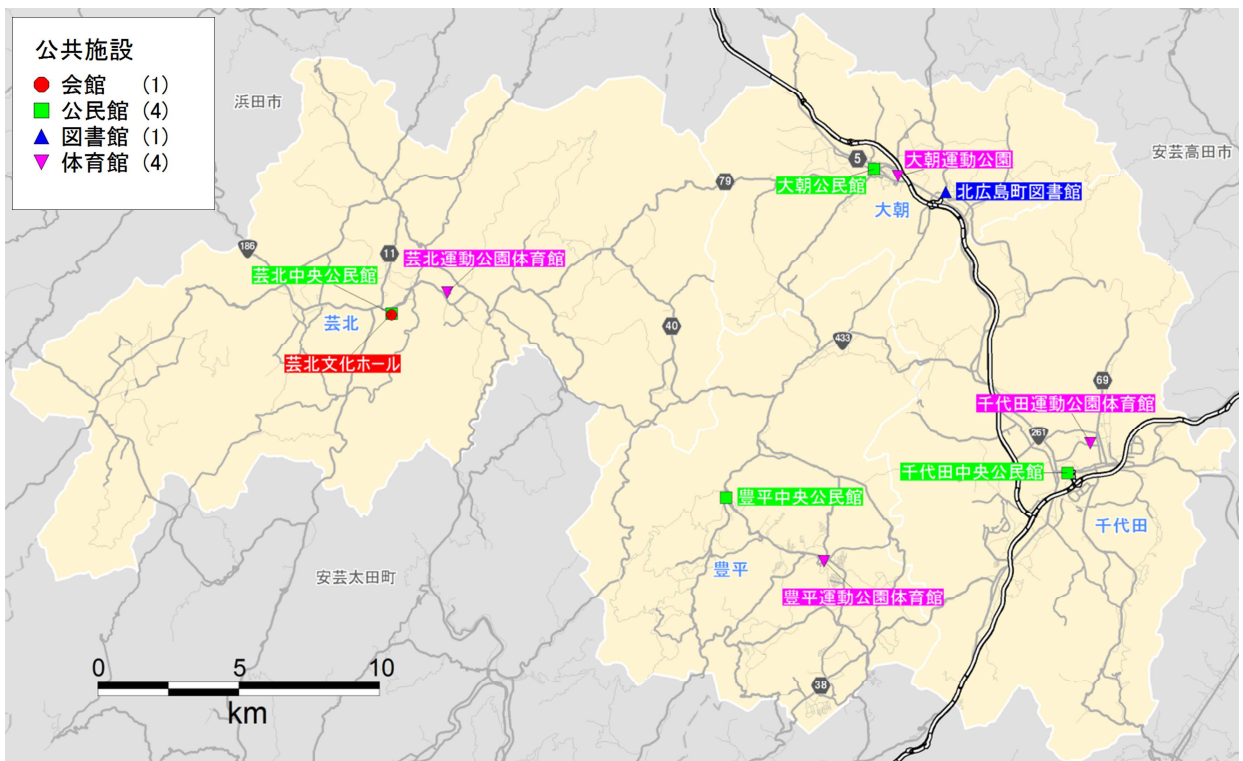 公共施設
会館 (1)
公民館 (4)
図書館 (1)
体育館 (4)
浜田市
安芸高田市
5
大朝運動公園
79
大朝公民館
北広島町図書館
大朝
186
11
芸北運動公園体育館
芸北中央公民館
芸北
40
433
芸北文化ホール
69
千代田運動公園体育館
261
千代田中央公民館
豊平中央公民館
千代田
豊平
安芸太田町
豊平運動公園体育館
0 5 10
km
38